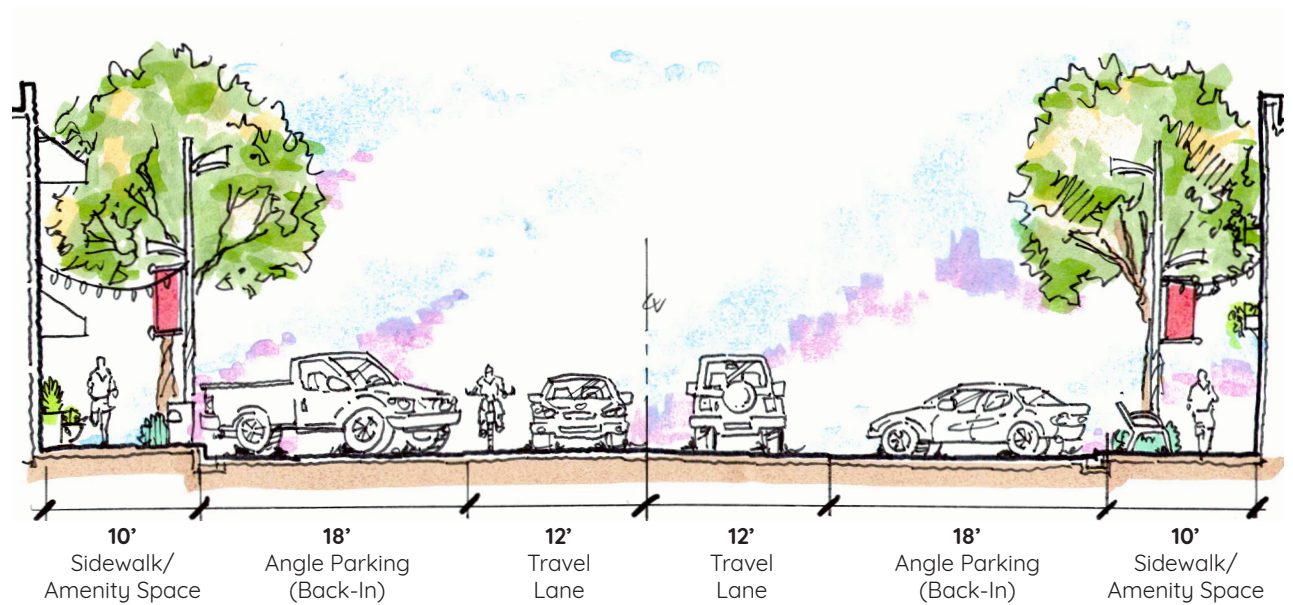 10’
Sidewalk/
Amenity Space
18’
Angle Parking
(Back-In)
12’
Travel
Lane
12’
Travel
Lane
18’
Angle Parking
(Back-In)
10’
Sidewalk/
Amenity Space